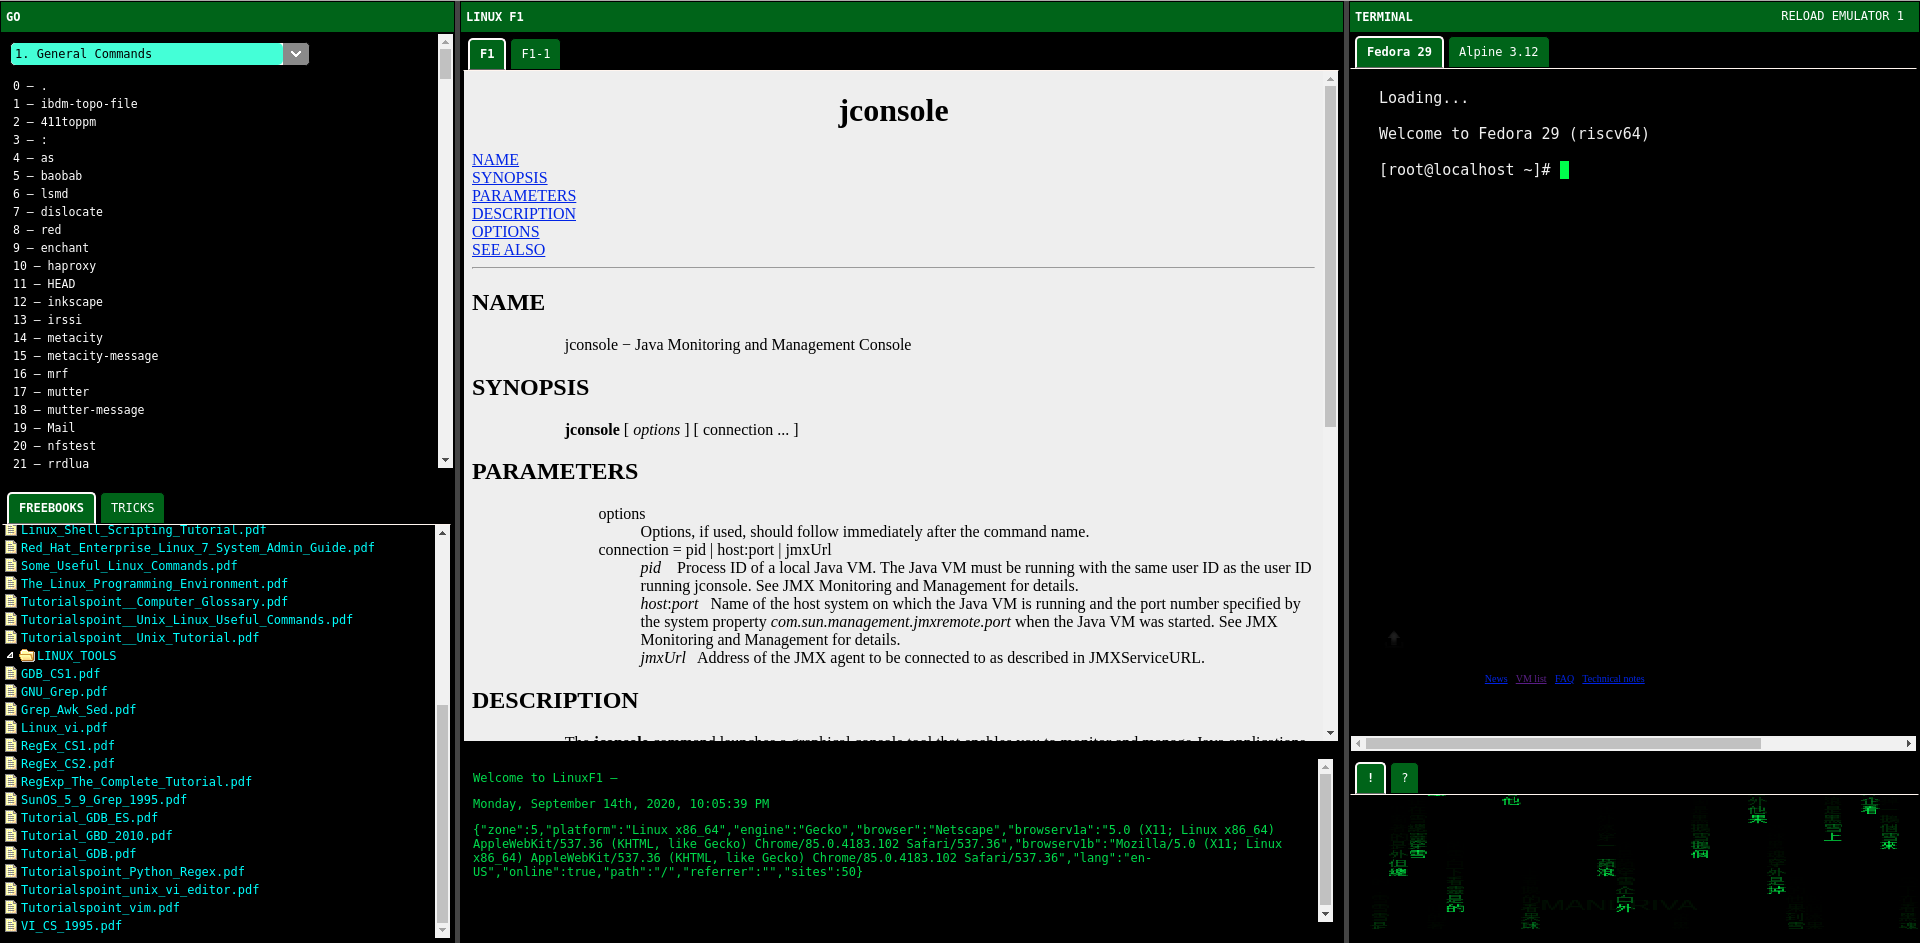 GO
1. General Commands
0 — .
1 — ibdm-topo-file
2 — 411toppm
3 — :
4 — as
5 — baobab
6 — lsmd
7 — dislocate
8 — red
9 — enchant
10 — haproxy
11 — HEAD
12 — inkscape
13 — irssi
14 — metacity
15 — metacity-message
16 — mrf
17 — mutter
18 — mutter-message
19 — Mail
20 — nfstest
21 — rrdlua
FREEBOOKS TRICKS
Linux_Shell_Scripting_Tutorial.pdf
Red_Hat_Enterprise_Linux_7_System_Admin_Guide.pdf
Some_Useful_Linux_Commands.pdf
The_Linux_Programming_Environment.pdf
Tutorialspoint__Computer_Glossary.pdf
Tutorialspoint__Unix_Linux_Useful_Commands.pdf
Tutorialspoint__Unix_Tutorial.pdf
LINUX_TOOLS
GDB_CS1.pdf
GNU_Grep.pdf
Grep_Awk_Sed.pdf
Linux_vi.pdf
RegEx_CS1.pdf
RegEx_CS2.pdf
RegExp_The_Complete_Tutorial.pdf
SunOS_5_9_Grep_1995.pdf
Tutorial_GDB_ES.pdf
Tutorial_GBD_2010.pdf
Tutorial_GDB.pdf
Tutorialspoint_Python_Regex.pdf
Tutorialspoint_unix_vi_editor.pdf
Tutorialspoint_vim.pdf
VI_CS_1995.pdf
LINUX F1
F1 F1-1
jconsole
NAME
SYNOPSIS
PARAMETERS
DESCRIPTION
OPTIONS
SEE ALSO
NAME
jconsole − Java Monitoring and Management Console
SYNOPSIS
jconsole [ options ] [ connection ... ]
PARAMETERS
options
Options, if used, should follow immediately after the command name.
connection = pid | host:port | jmxUrl
pid Process ID of a local Java VM. The Java VM must be running with the same user ID as the user ID
running jconsole. See JMX Monitoring and Management for details.
host:port Name of the host system on which the Java VM is running and the port number specified by
the system property com.sun.management.jmxremote.port when the Java VM was started. See JMX
Monitoring and Management for details.
jmxUrl Address of the JMX agent to be connected to as described in JMXServiceURL.
DESCRIPTION
The jconsole command launches a graphical console tool that enables you to monitor and manage Java applications
Welcome to LinuxF1 —
Monday, September 14th, 2020, 10:05:39 PM
{"zone":5,"platform":"Linux x86_64","engine":"Gecko","browser":"Netscape","browserv1a":"5.0 (X11; Linux x86_64)
AppleWebKit/537.36 (KHTML, like Gecko) Chrome/85.0.4183.102 Safari/537.36","browserv1b":"Mozilla/5.0 (X11; Linux
x86_64) AppleWebKit/537.36 (KHTML, like Gecko) Chrome/85.0.4183.102 Safari/537.36","lang":"en-
US","online":true,"path":"/","referrer":"","sites":50}
TERMINAL RELOAD EMULATOR 1
Fedora 29 Alpine 3.12
Loading...
Welcome to Fedora 29 (riscv64)
[root@localhost ~]#
News VM list FAQ Technical notes
! ?